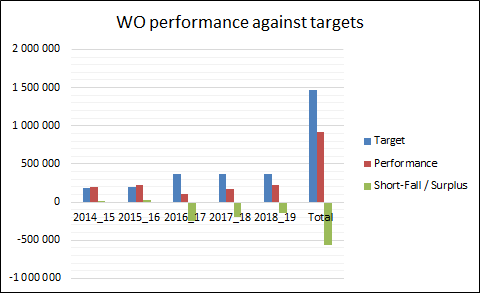 WO performance against targets
2 000 000
1 500 000
1 000 000
500 000
0
-500 000
-1 000 000
2014_15 2015_16 2016_17 2017_18 2018_19 Total
Target
Performance
Short-Fall / Surplus